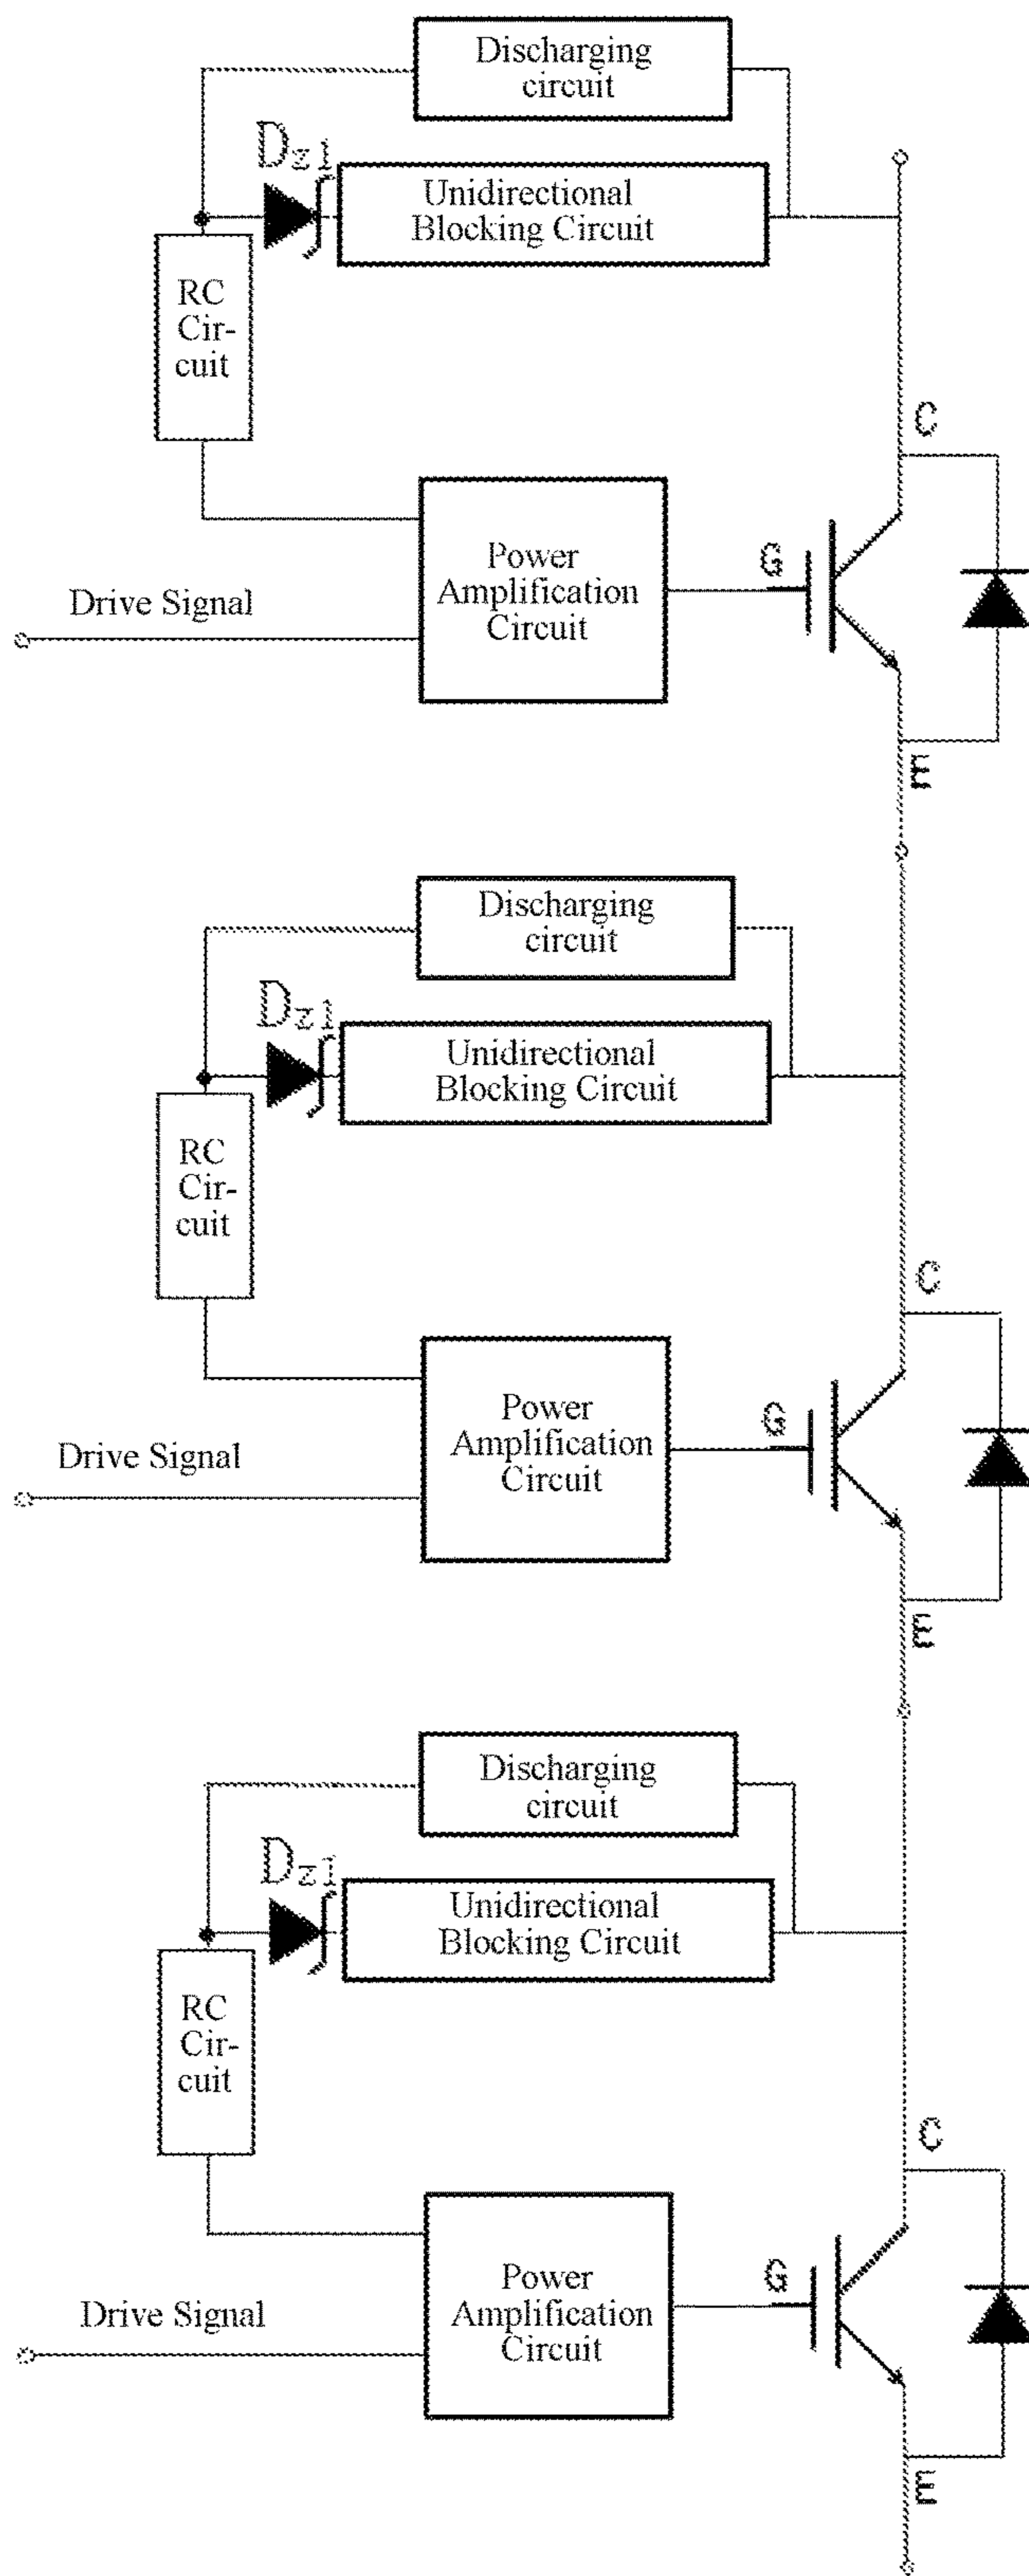 Discharging
circuit
Dz1
Unidirectional
Blocking Circuit
RC
Cir-
cuit
C
Power
Amplification
Circuit
G
Drive Signal
E
Discharging
circuit
Dz1
Unidirectional
Blocking Circuit
RC
Cir-
cuit
C
Power
Amplification
Circuit
G
Drive Signal
E
Discharging
circuit
Dz1
Unidirectional
Blocking Circuit
RC
Cir-
cuit
C
Power
Amplification
Circuit
G
Drive Signal
E